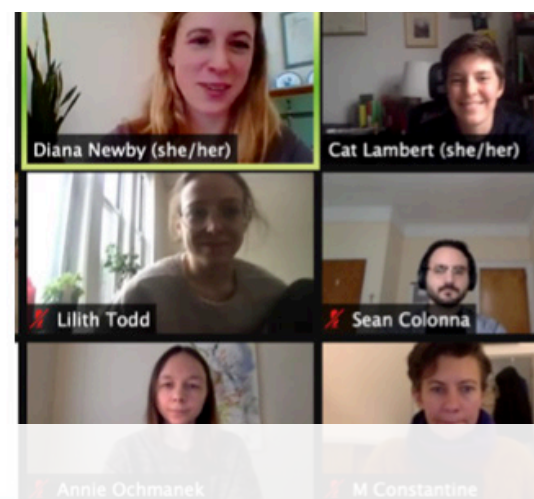 Diana Newby (she/her)
Cat Lambert (she/her)
Lilith Todd
Sean Colonna
Annie Ochmanek
M Constantine